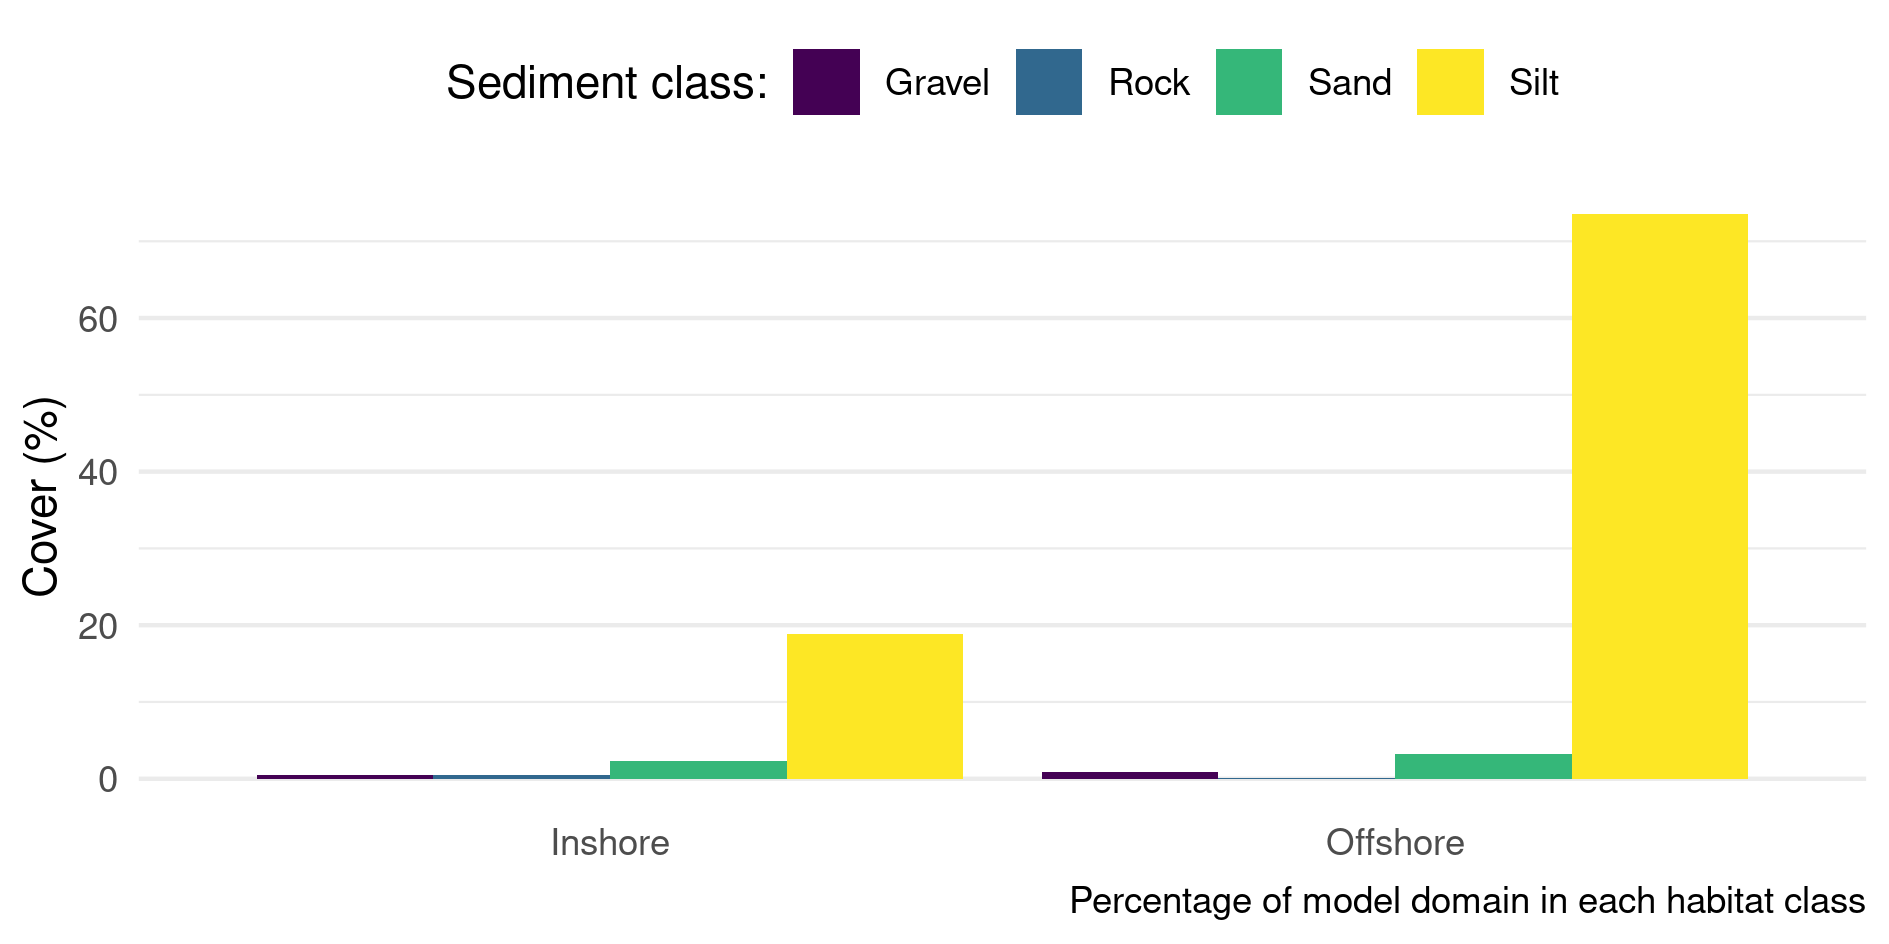 Sediment class: Gravel Rock Sand Silt
60
40
20
0
Cover (%)
Inshore Offshore
Percentage of model domain in each habitat class